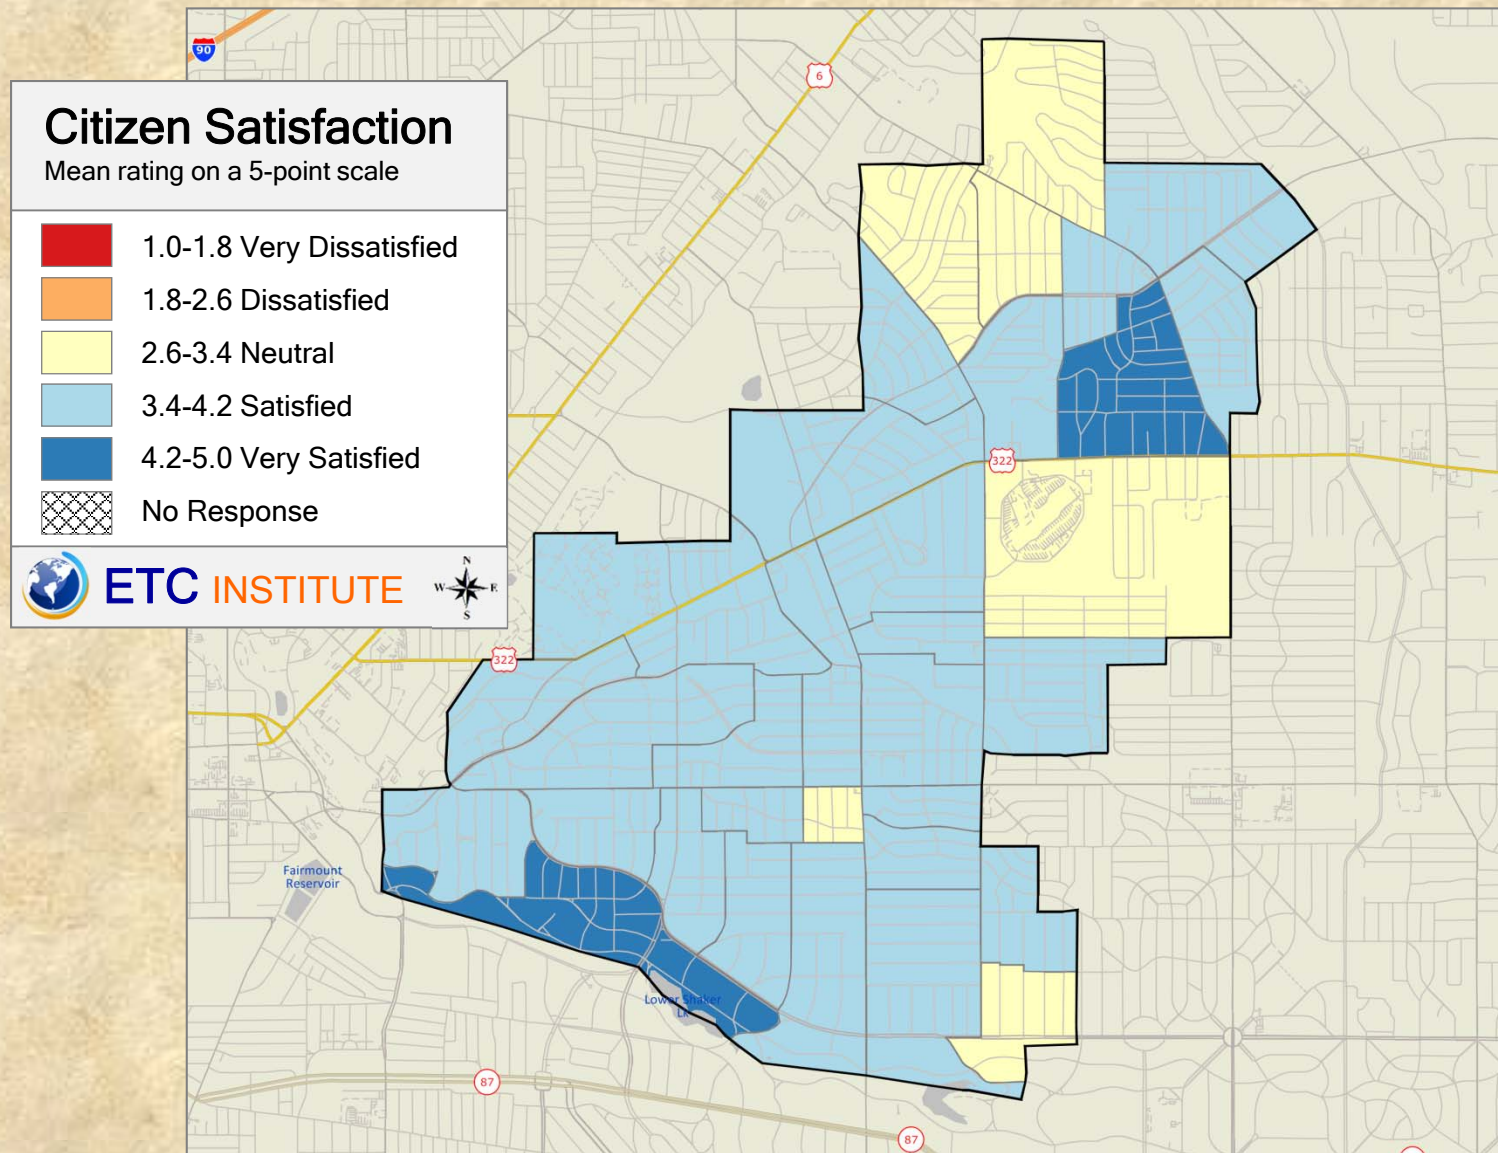 90
6
Citizen Satisfaction
Mean rating on a 5-point scale
1.0-1.8 Very Dissatisfied
1.8-2.6 Dissatisfied
2.6-3.4 Neutral
3.4-4.2 Satisfied
4.2-5.0 Very Satisfied
No Response
ETC INSTITUTE
N
W E
S
322
322
Fairmount
Reservoir
Lower Shaker
Lk
87
87